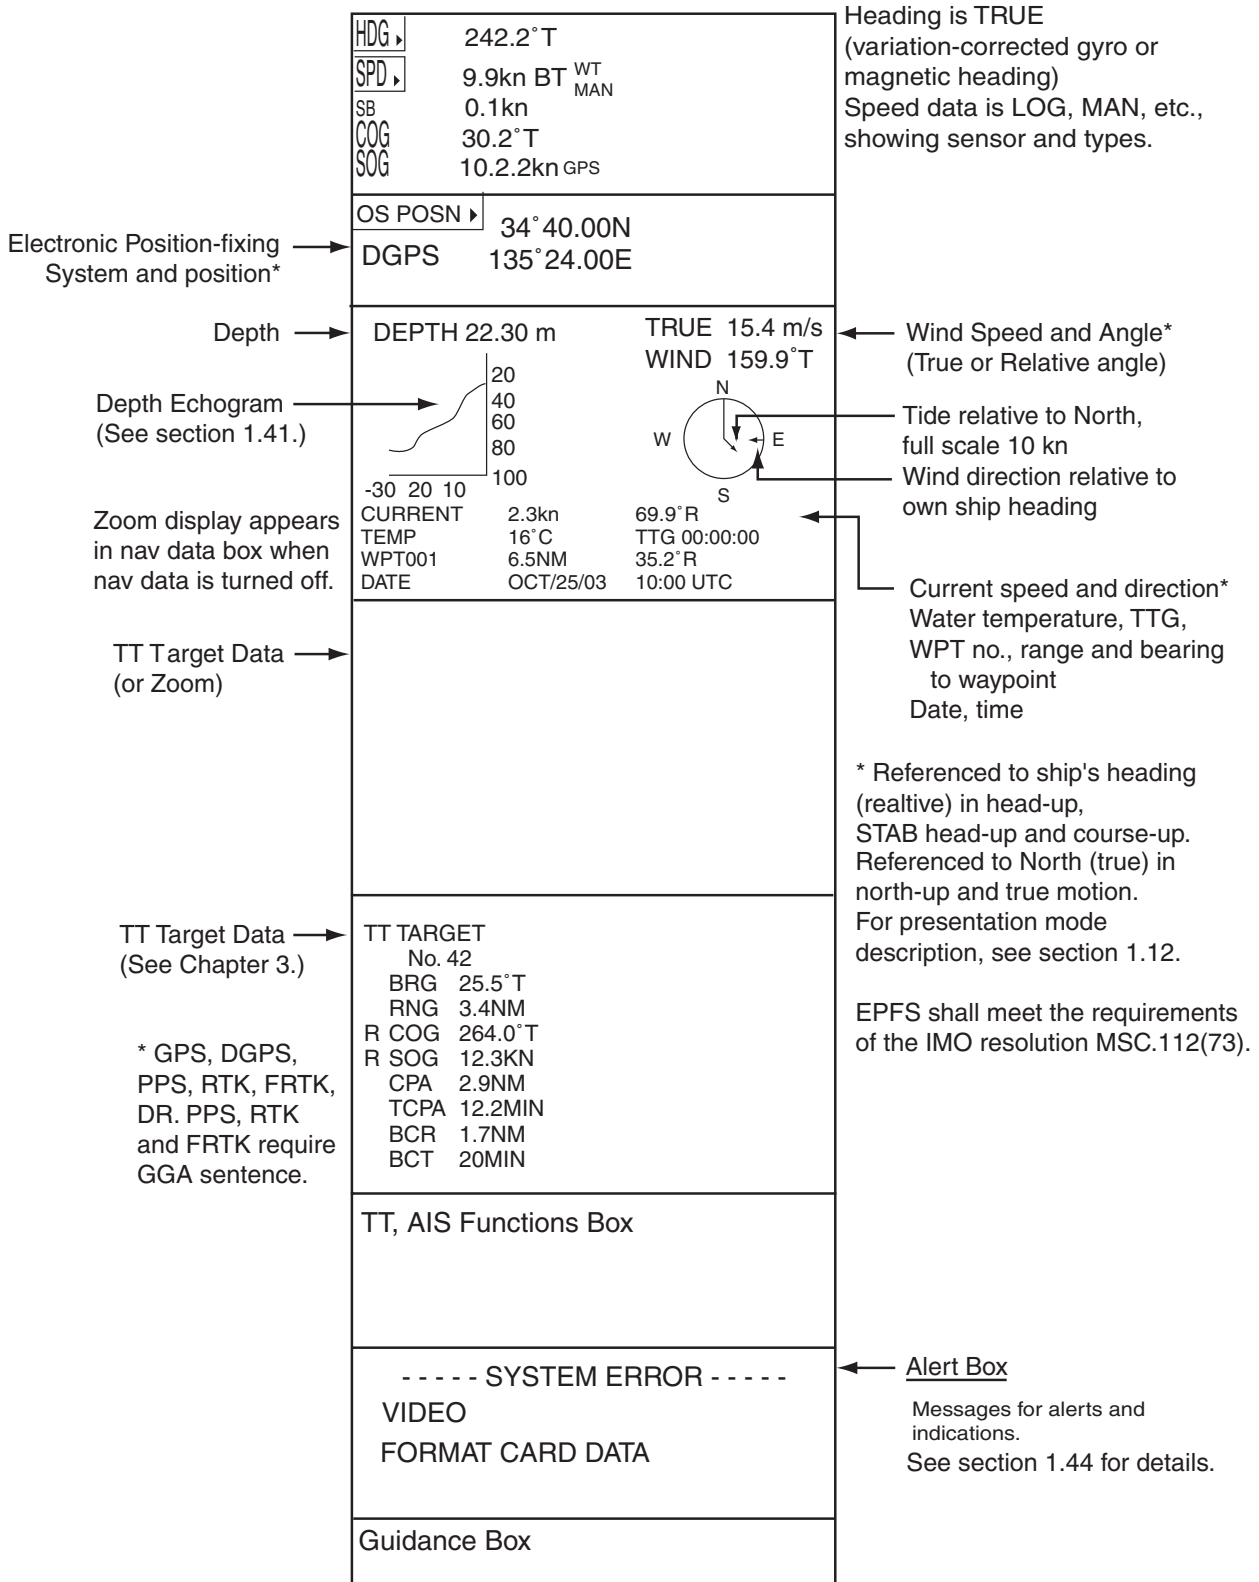 HDG ▸ 242.2°T
SPD ▸ 9.9kn BT WT
MAN
SB 0.1kn
COG 30.2°T
SOG 10.2.2kn GPS
Heading is TRUE
(variation-corrected gyro or
magnetic heading)
Speed data is LOG, MAN, etc.,
showing sensor and types.
Electronic Position-fixing
System and position*
OS POSN ▸ 34°40.00N
DGPS 135°24.00E
Depth
DEPTH 22.30 m
TRUE 15.4 m/s
WIND 159.9°T
Wind Speed and Angle*
(True or Relative angle)
Depth Echogram
(See section 1.41.)
20
40
60
80
100
-30 20 10
N
W E
S
Tide relative to North,
full scale 10 kn
Wind direction relative to
own ship heading
Zoom display appears
in nav data box when
nav data is turned off.
CURRENT 2.3kn 69.9°R
TEMP 16°C TTG 00:00:00
WPT001 6.5NM 35.2°R
DATE OCT/25/03 10:00 UTC
Current speed and direction*
Water temperature, TTG,
WPT no., range and bearing
to waypoint
Date, time
TT Target Data
(or Zoom)
* Referenced to ship's heading
(realtive) in head-up,
STAB head-up and course-up.
Referenced to North (true) in
north-up and true motion.
For presentation mode
description, see section 1.12.
EPFS shall meet the requirements
of the IMO resolution MSC.112(73).
TT Target Data
(See Chapter 3.)
TT TARGET
No. 42
BRG 25.5°T
RNG 3.4NM
R COG 264.0°T
R SOG 12.3KN
CPA 2.9NM
TCPA 12.2MIN
BCR 1.7NM
BCT 20MIN
* GPS, DGPS,
PPS, RTK, FRTK,
DR. PPS, RTK
and FRTK require
GGA sentence.
TT, AIS Functions Box
- - - - - SYSTEM ERROR - - - - -
VIDEO
FORMAT CARD DATA
Alert Box
Messages for alerts and
indications.
See section 1.44 for details.
Guidance Box